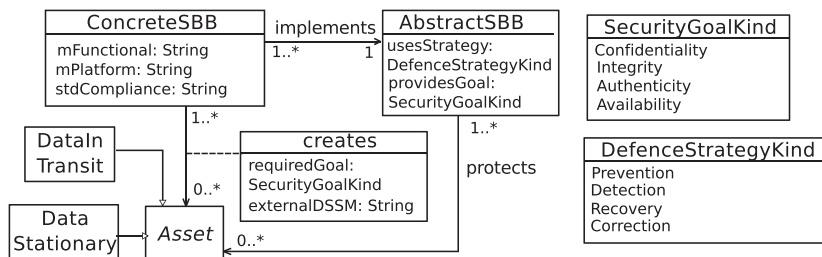 ConcreteSBB
mFunctional: String
mPlatform: String
stdCompliance: String
implements
1..*
1
AbstractSBB
usesStrategy:
DefenceStrategyKind
providesGoal:
SecurityGoalKind
SecurityGoalKind
Confidentiality
Integrity
Authenticity
Availability
1..*
1..*
DataIn
Transit
creates
requiredGoal:
SecurityGoalKind
externalDSSM: String
protects
DefenceStrategyKind
Prevention
Detection
Recovery
Correction
0..*
Data
Stationary
Asset
0..*